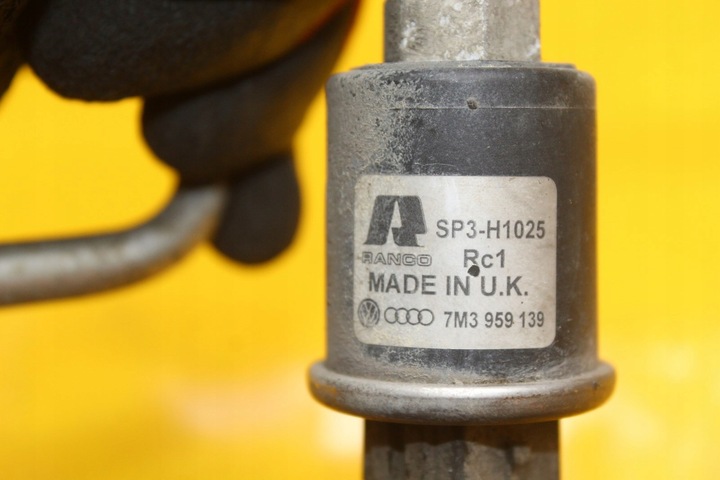 SP3-H1025
RANCO Rc1
MADE IN U.K.
7M3 959 139